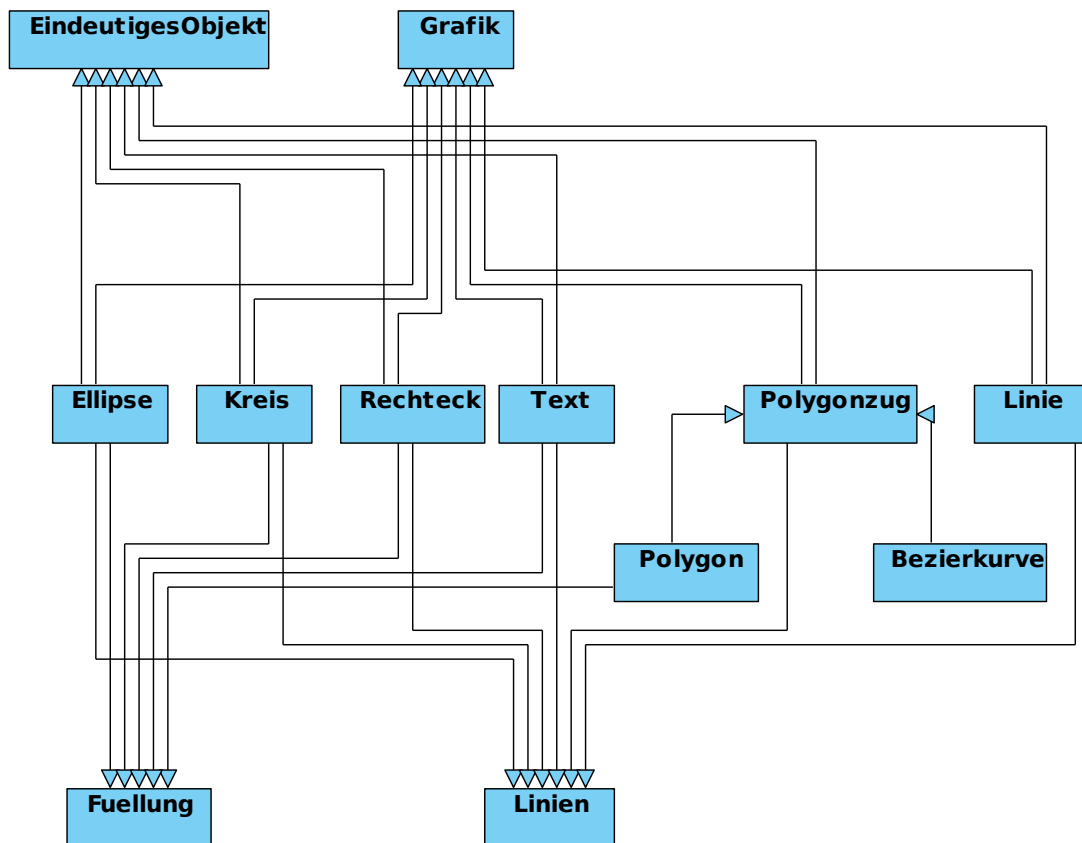 EindeutigesObjekt
Grafik
Ellipse
Kreis
Rechteck
Text
Polygonzug
Linie
Polygon
Bezierkurve
Fuellung
Linien